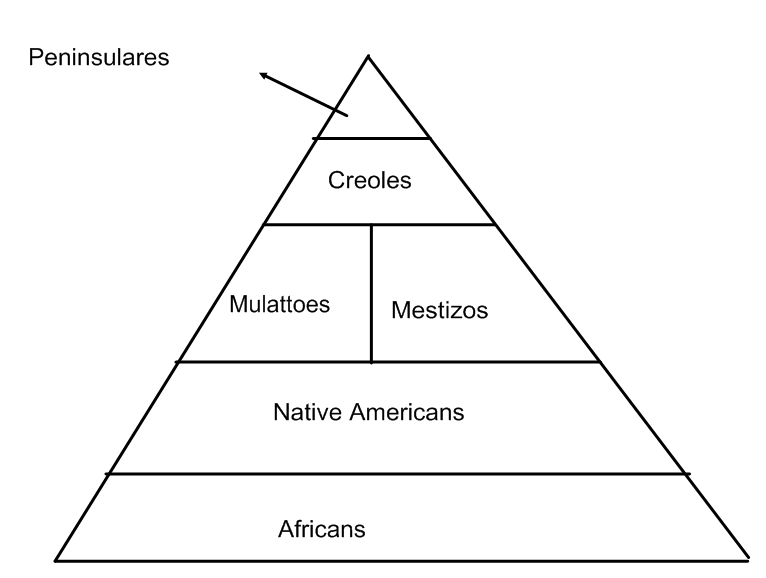 Peninsulares
Creoles
Mulattoes
Mestizos
Native Americans
Africans